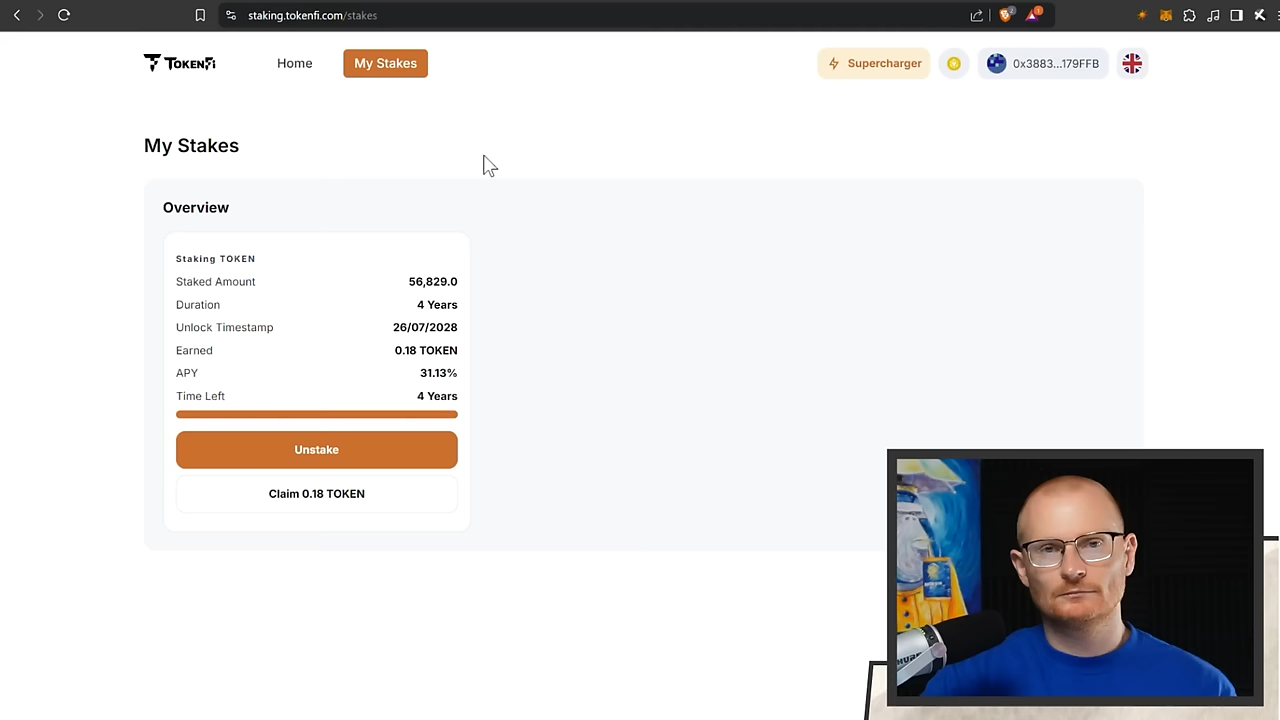 staking.tokenfi.com/stakes
2
1
TOKENFI
Home
My Stakes
Supercharger
0x3883...179FFB
My Stakes
Overview
Staking TOKEN
Staked Amount 56,829.0
Duration 4 Years
Unlock Timestamp 26/07/2028
Earned 0.18 TOKEN
APY 31.13%
Time Left 4 Years
Unstake
Claim 0.18 TOKEN